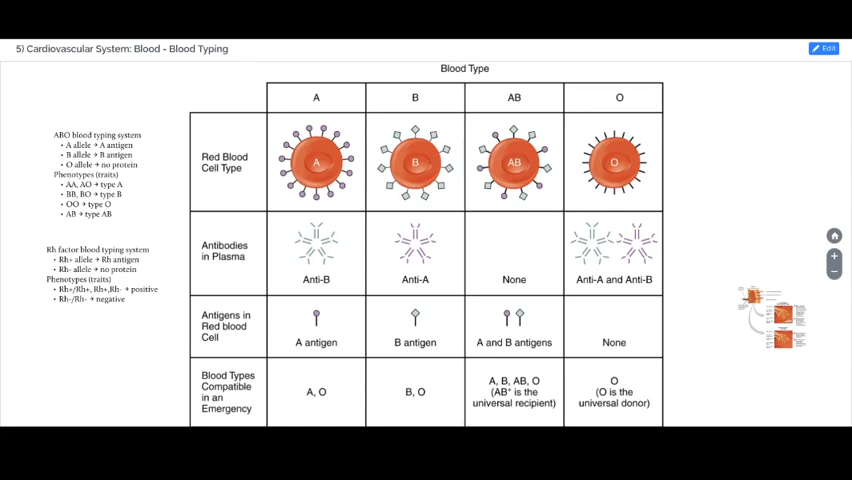 5) Cardiovascular System: Blood - Blood Typing
Edit
Blood Type
A
B
AB
O
ABO blood typing system
• A allele → A antigen
• B allele → B antigen
• O allele → no protein
Phenotypes (traits)
• AA, AO → type A
• BB, BO → type B
• OO → type O
• AB → type AB
Rh factor blood typing system
• Rh+ allele → Rh antigen
• Rh- allele → no protein
Phenotypes (traits)
• Rh+/Rh+, Rh+,Rh- → positive
• Rh-/Rh- → negative
Red Blood
Cell Type
A
B
AB
O
Antibodies
in Plasma
Anti-B
Anti-A
None
Anti-A and Anti-B
Antigens in
Red blood
Cell
A antigen
B antigen
A and B antigens
None
Blood Types
Compatible
in an
Emergency
A, O
B, O
A, B, AB, O
(AB+ is the
universal recipient)
O
(O is the
universal donor)